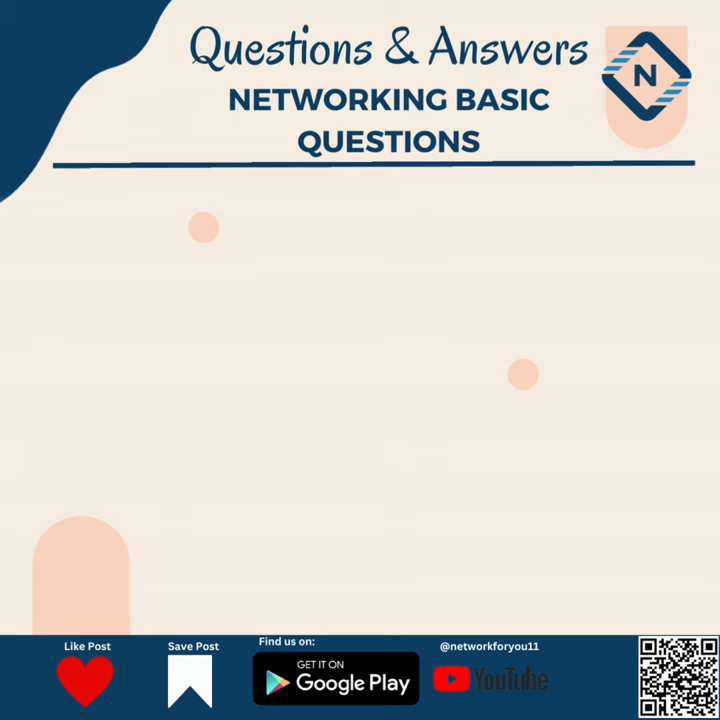 Questions & Answers
NETWORKING BASIC
QUESTIONS
N
Like Post
Save Post
Find us on:
GET IT ON
Google Play
@networkforyou11
YouTube